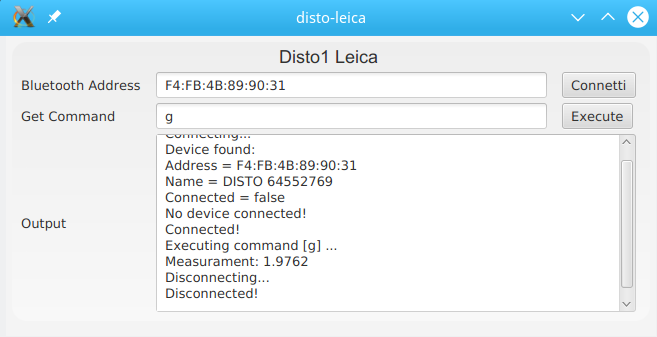 disto-leica
Disto1 Leica
Bluetooth Address F4:FB:4B:89:90:31 Connetti
Get Command g Execute
Output
Connecting...
Device found:
Address = F4:FB:4B:89:90:31
Name = DISTO 64552769
Connected = false
No device connected!
Connected!
Executing command [g] ...
Measurament: 1.9762
Disconnecting...
Disconnected!